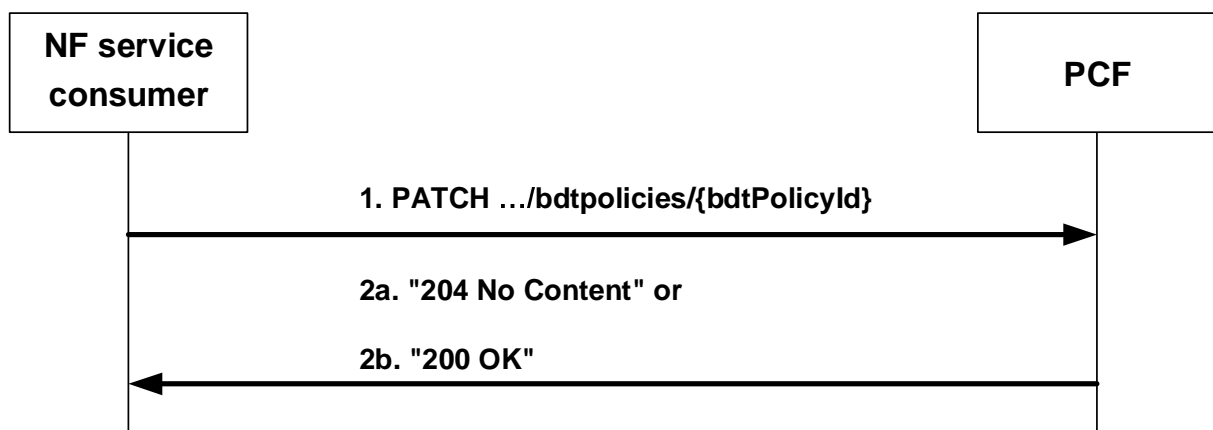 NF service
consumer
PCF
1. PATCH …/bdtpolicies/{bdtPolicyId}
2a. "204 No Content" or
2b. "200 OK"